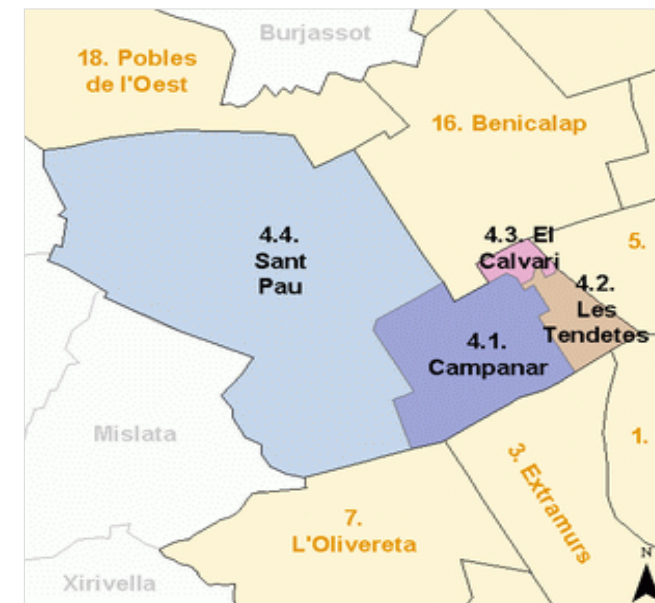 Burjassot
18. Pobles
de l'Oest
16. Benicalap
4.4.
Sant
Pau
4.3. El
Calvari
5.
4.2.
Les
Tendetes
4.1.
Campanar
Mislata
1.
3. Extramurs
7.
L'Olivereta
Xirivella
N